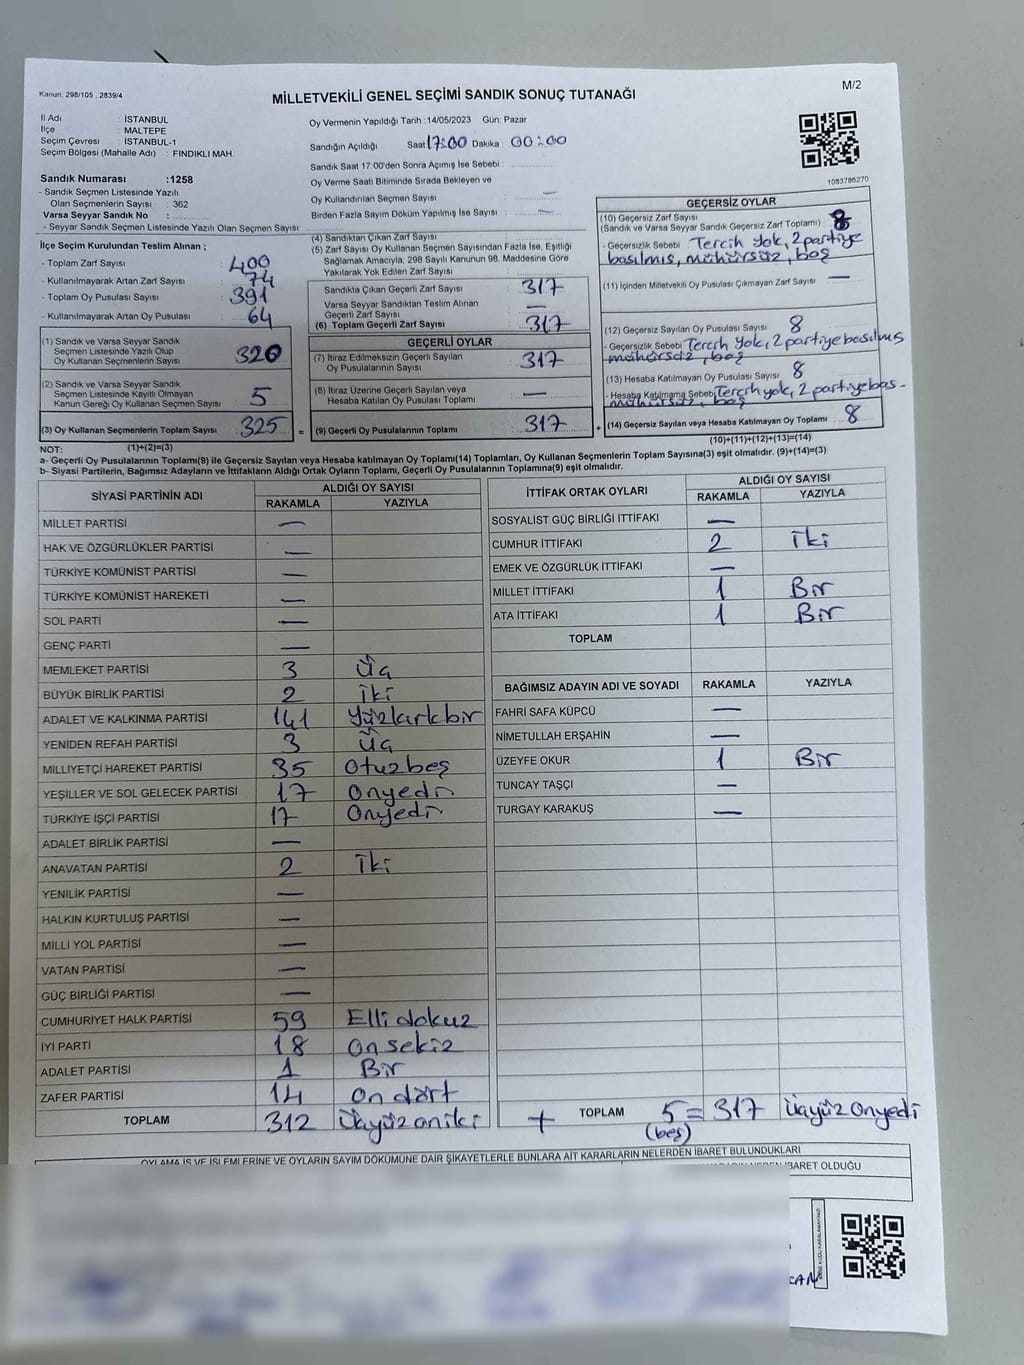 Kanun: 298/105 , 2839/4
M/2
MİLLETVEKİLİ GENEL SEÇİMİ SANDIK SONUÇ TUTANAĞI
İl Adı : İSTANBUL
İlçe : MALTEPE
Seçim Çevresi : İSTANBUL-1
Seçim Bölgesi (Mahalle Adı) : FINDIKLI MAH.
Oy Vermenin Yapıldığı Tarih : 14/05/2023 Gün: Pazar
Sandığın Açıldığı Saat 17:00 Dakika 00:00
Sandık Saat 17:00'den Sonra Açımış İse Sebebi :
Oy Verme Saati Bitiminde Sırada Bekleyen ve
Oy Kullandırılan Seçmen Sayısı —
Birden Fazla Sayım Döküm Yapılmış İse Sayısı —
Sandık Numarası :1258
- Sandık Seçmen Listesinde Yazılı
Olan Seçmenlerin Sayısı : 362
Varsa Seyyar Sandık No :
- Seyyar Sandık Seçmen Listesinde Yazılı Olan Seçmen Sayısı:
İlçe Seçim Kurulundan Teslim Alınan ;
- Toplam Zarf Sayısı 400
- Kullanılmayarak Artan Zarf Sayısı 74
- Toplam Oy Pusulası Sayısı 391
- Kullanılmayarak Artan Oy Pusulası 64
(1) Sandık ve Varsa Seyyar Sandık
Seçmen Listesinde Yazılı Olup
Oy Kullanan Seçmenlerin Sayısı 320
(2) Sandık ve Varsa Seyyar Sandık
Seçmen Listesinde Kayıtlı Olmayan
Kanun Gereği Oy Kullanan Seçmen Sayısı 5
(3) Oy Kullanan Seçmenlerin Toplam Sayısı 325 =
(4) Sandıktan Çıkan Zarf Sayısı
(5) Zarf Sayısı Oy Kullanan Seçmen Sayısından Fazla İse, Eşitliği
Sağlamak Amacıyla, 298 Sayılı Kanunun 98. Maddesine Göre
Yakılarak Yok Edilen Zarf Sayısı
Sandıkta Çıkan Geçerli Zarf Sayısı 317
Varsa Seyyar Sandıktan Teslim Alınan
Geçerli Zarf Sayısı —
(6) Toplam Geçerli Zarf Sayısı 317
GEÇERLİ OYLAR
(7) İtiraz Edilmeksizin Geçerli Sayılan
Oy Pusulalarının Sayısı 317
(8) İtiraz Üzerine Geçerli Sayılan veya
Hesaba Katılan Oy Pusulası Toplamı —
(9) Geçerli Oy Pusulalarının Toplamı 317 +
1083786270
GEÇERSİZ OYLAR
(10) Geçersiz Zarf Sayısı
(Sandık ve Varsa Seyyar Sandık Geçersiz Zarf Toplamı) : 8
- Geçersizlik Sebebi Tercih Yok, 2 partiye
basılmış, mühürsüz, boş
(11) İçinden Milletvekili Oy Pusulası Çıkmayan Zarf Sayısı —
(12) Geçersiz Sayılan Oy Pusulası Sayısı 8
- Geçersizlik Sebebi Tercih Yok, 2 partiye basılmış
mühürsüz, boş
(13) Hesaba Katılmayan Oy Pusulası Sayısı 8
- Hesaba Katılmama Sebebi Tercih yok, 2 partiye bas-
mühürsüz, boş
(14) Geçersiz Sayılan veya Hesaba Katılmayan Oy Toplamı 8
(1)+(2)=(3)
(10)+(11)+(12)+(13)=(14)
NOT:
a- Geçerli Oy Pusulalarının Toplamı(9) ile Geçersiz Sayılan veya Hesaba katılmayan Oy Toplamı(14) Toplamları, Oy Kullanan Seçmenlerin Toplam Sayısına(3) eşit olmalıdır. (9)+(14)=(3)
b- Siyasi Partilerin, Bağımsız Adayların ve İttifakların Aldığı Ortak Oyların Toplamı, Geçerli Oy Pusulalarının Toplamına(9) eşit olmalıdır.
SİYASİ PARTİNİN ADI ALDIĞI OY SAYISI
RAKAMLA YAZIYLA
MİLLET PARTİSİ —
HAK VE ÖZGÜRLÜKLER PARTİSİ —
TÜRKİYE KOMÜNİST PARTİSİ —
TÜRKİYE KOMÜNİST HAREKETİ —
SOL PARTİ —
GENÇ PARTİ —
MEMLEKET PARTİSİ 3 Üç
BÜYÜK BİRLİK PARTİSİ 2 İki
ADALET VE KALKINMA PARTİSİ 141 Yüzkırkbir
YENİDEN REFAH PARTİSİ 3 Üç
MİLLİYETÇİ HAREKET PARTİSİ 35 Otuzbeş
YEŞİLLER VE SOL GELECEK PARTİSİ 17 Onyedi
TÜRKİYE İŞÇİ PARTİSİ 17 Onyedi
ADALET BİRLİK PARTİSİ —
ANAVATAN PARTİSİ 2 İki
YENİLİK PARTİSİ —
HALKIN KURTULUŞ PARTİSİ —
MİLLİ YOL PARTİSİ —
VATAN PARTİSİ —
GÜÇ BİRLİĞİ PARTİSİ —
CUMHURİYET HALK PARTİSİ 59 Elli dokuz
İYİ PARTİ 18 On sekiz
ADALET PARTİSİ 1 Bir
ZAFER PARTİSİ 14 On dört
TOPLAM 312 Üçyüz oniki
İTTİFAK ORTAK OYLARI ALDIĞI OY SAYISI
RAKAMLA YAZIYLA
SOSYALİST GÜÇ BİRLİĞİ İTTİFAKI —
CUMHUR İTTİFAKI 2 İki
EMEK VE ÖZGÜRLÜK İTTİFAKI —
MİLLET İTTİFAKI 1 Bir
ATA İTTİFAKI 1 Bir
TOPLAM
BAĞIMSIZ ADAYIN ADI VE SOYADI RAKAMLA YAZIYLA
FAHRİ SAFA KÜPCÜ —
NİMETULLAH ERŞAHİN —
ÜZEYFE OKUR 1 Bir
TUNCAY TAŞÇI —
TURGAY KARAKUŞ —
+ TOPLAM 5 = 317 Üçyüz onyedi
(beş)
OYLAMA İŞ VE İŞLEMLERİNE VE OYLARIN SAYIM DÖKÜMÜNE DAİR ŞİKAYETLERLE BUNLARA AİT KARARLARIN NELERDEN İBARET BULUNDUKLARI
İBARET OLDUĞU
CAN